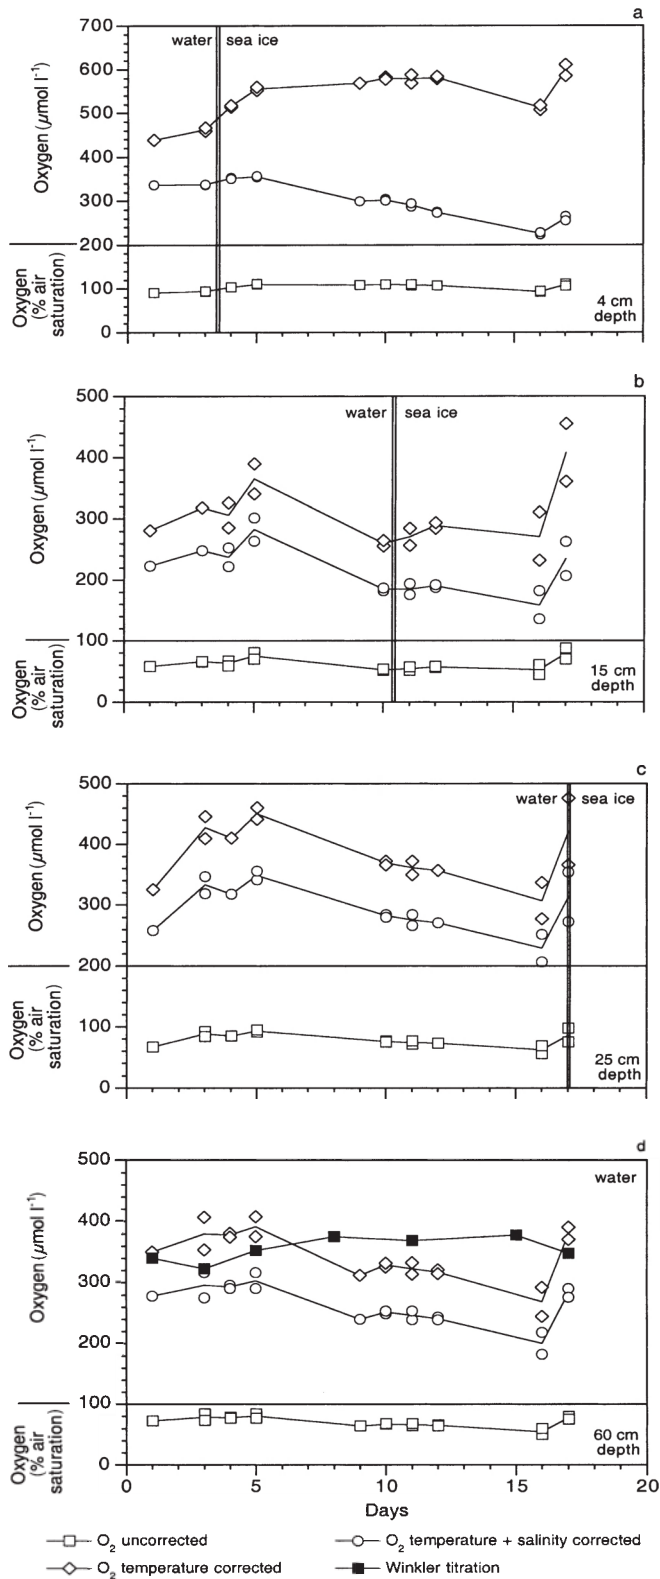 a
700
water
sea ice
600
500
400
300
200
100
0
Oxygen (µmol l⁻¹)
Oxygen
(% air
saturation)
4 cm
depth
b
500
water
sea ice
400
300
200
100
0
Oxygen (µmol l⁻¹)
Oxygen
(% air
saturation)
15 cm
depth
c
500
water
sea ice
400
300
200
100
0
Oxygen (µmol l⁻¹)
Oxygen
(% air
saturation)
25 cm
depth
d
500
water
400
300
200
100
0
Oxygen (µmol l⁻¹)
Oxygen
(% air
saturation)
60 cm
depth
0 5 10 15 20
Days
O₂ uncorrected
O₂ temperature + salinity corrected
O₂ temperature corrected
Winkler titration